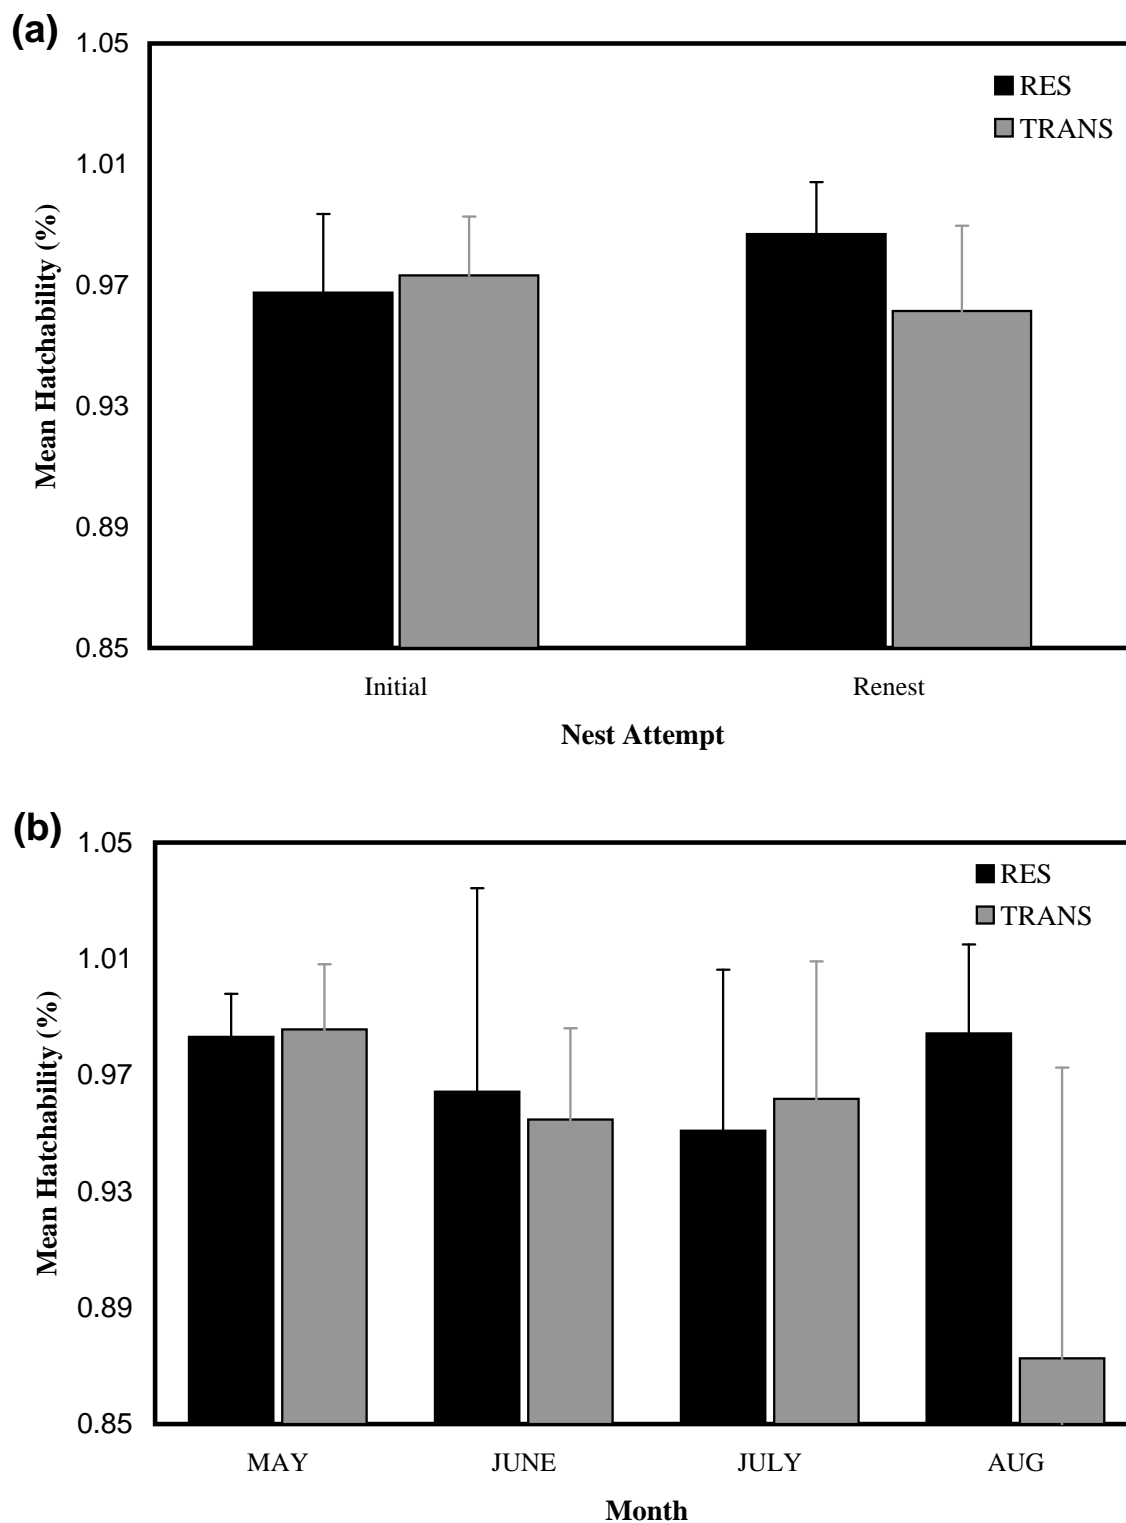 (a)
1.05
RES
TRANS
1.01
0.97
0.93
0.89
0.85
Mean Hatchability (%)
Initial Renest
Nest Attempt
(b)
1.05
RES
TRANS
1.01
0.97
0.93
0.89
0.85
Mean Hatchability (%)
MAY JUNE JULY AUG
Month